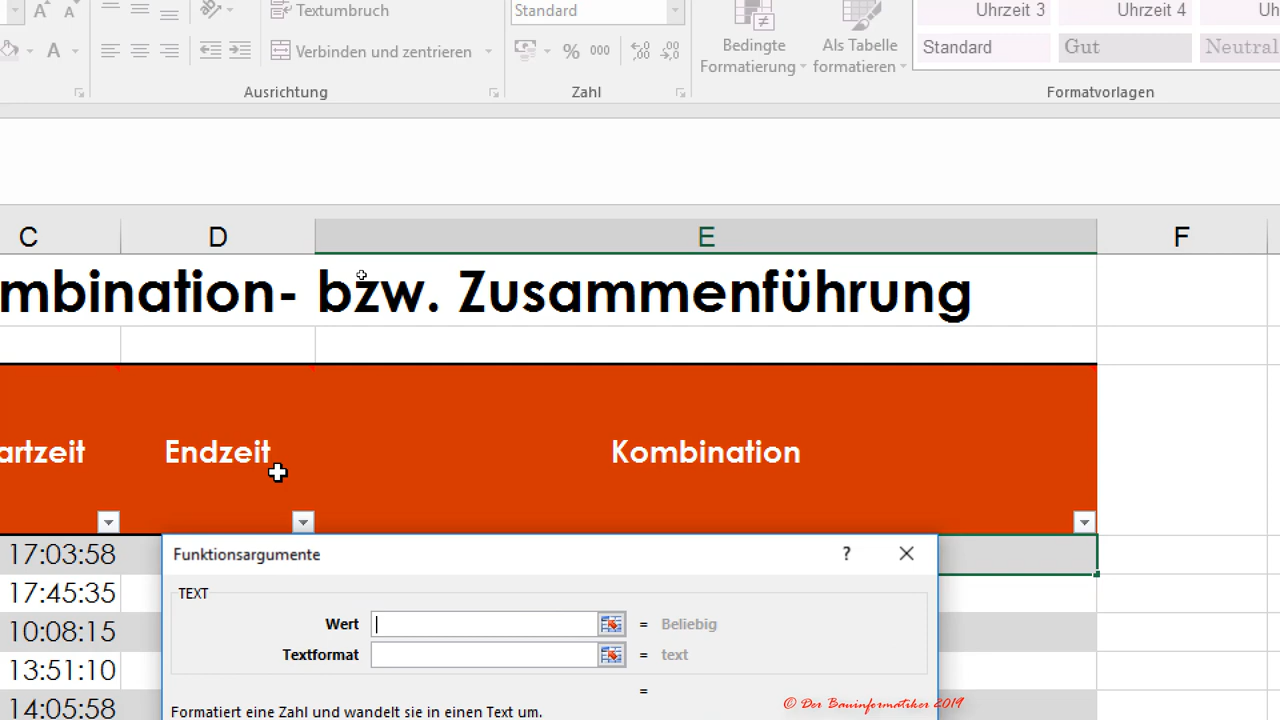 A A
Textumbruch
Standard
Uhrzeit 3
Uhrzeit 4
Uh
A
Verbinden und zentrieren
% 000
,00
,00
Bedingte
Formatierung
Als Tabelle
formatieren
Standard
Gut
Neutral
Ausrichtung
Zahl
Formatvorlagen
C
D
E
F
mbination- bzw. Zusammenführung
artzeit
Endzeit
Kombination
17:03:58
17:45:35
10:08:15
13:51:10
14:05:58
Funktionsargumente
?
TEXT
Wert
= Beliebig
Textformat
= text
=
Formatiert eine Zahl und wandelt sie in einen Text um.
© Der Bauinformatiker 2019